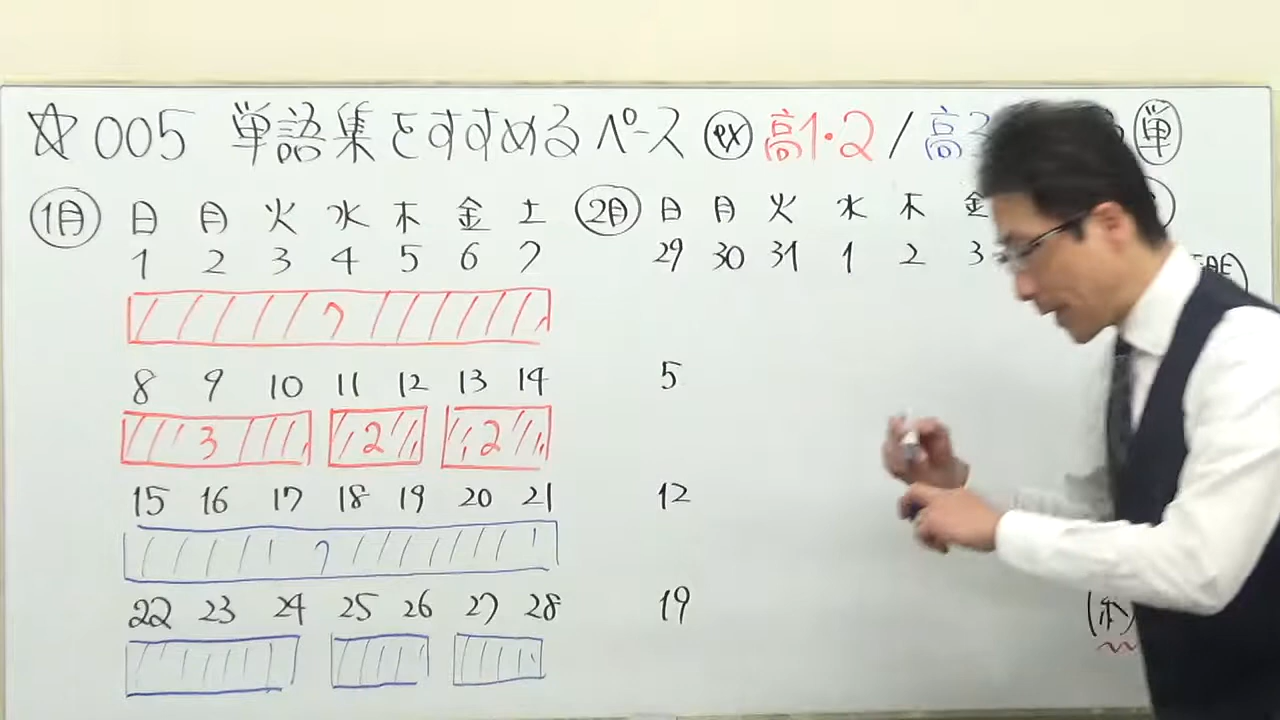 ☆ 005 単語集をすすめるペース ex 高1・2 / 高3 単
1月 日 月 火 水 木 金 土
1 2 3 4 5 6 7
7
8 9 10 11 12 13 14
3 2 2
15 16 17 18 19 20 21
7
22 23 24 25 26 27 28
2月 日 月 火 水 木 金
29 30 31 1 2 3
5
12
19